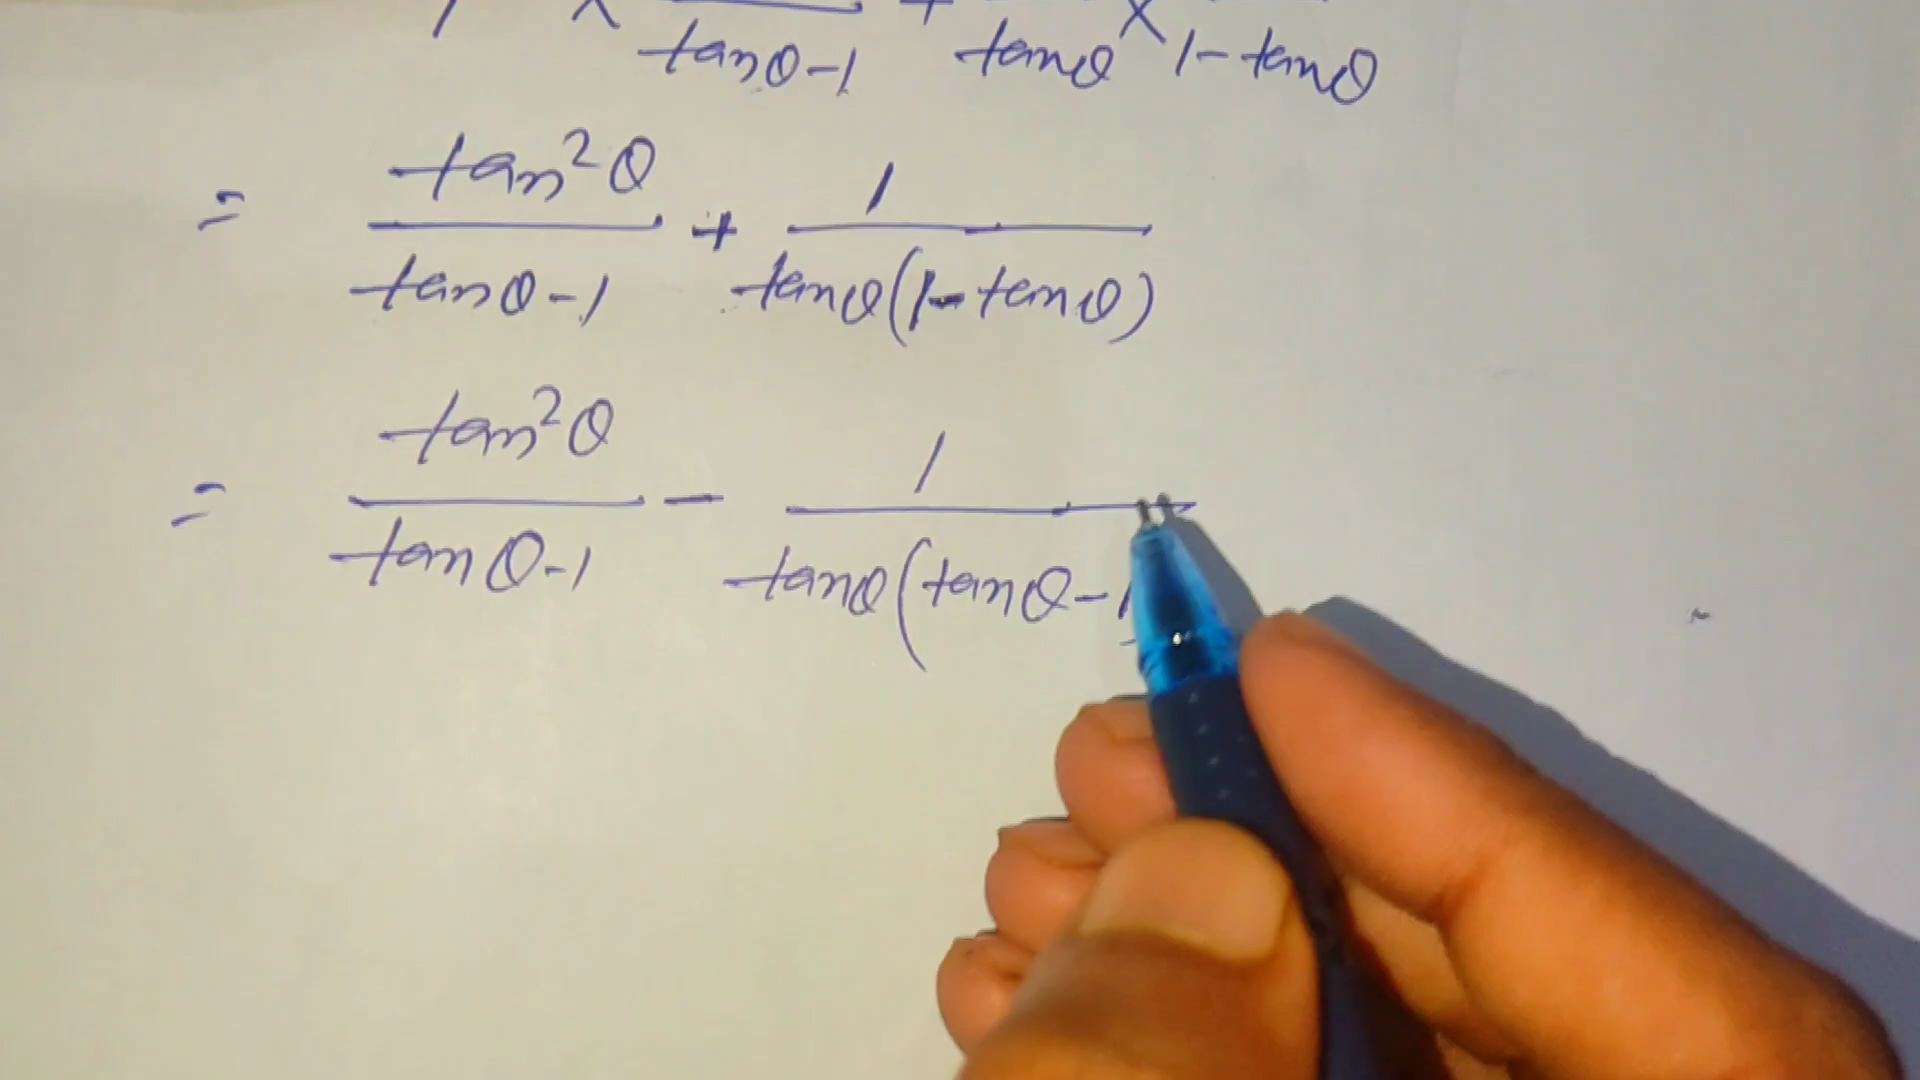 tanθ-1 tanθ × 1-tanθ
= tan²θ / tanθ-1 + 1 / tanθ(1-tanθ)
= tan²θ / tanθ-1 - 1 / tanθ(tanθ-1